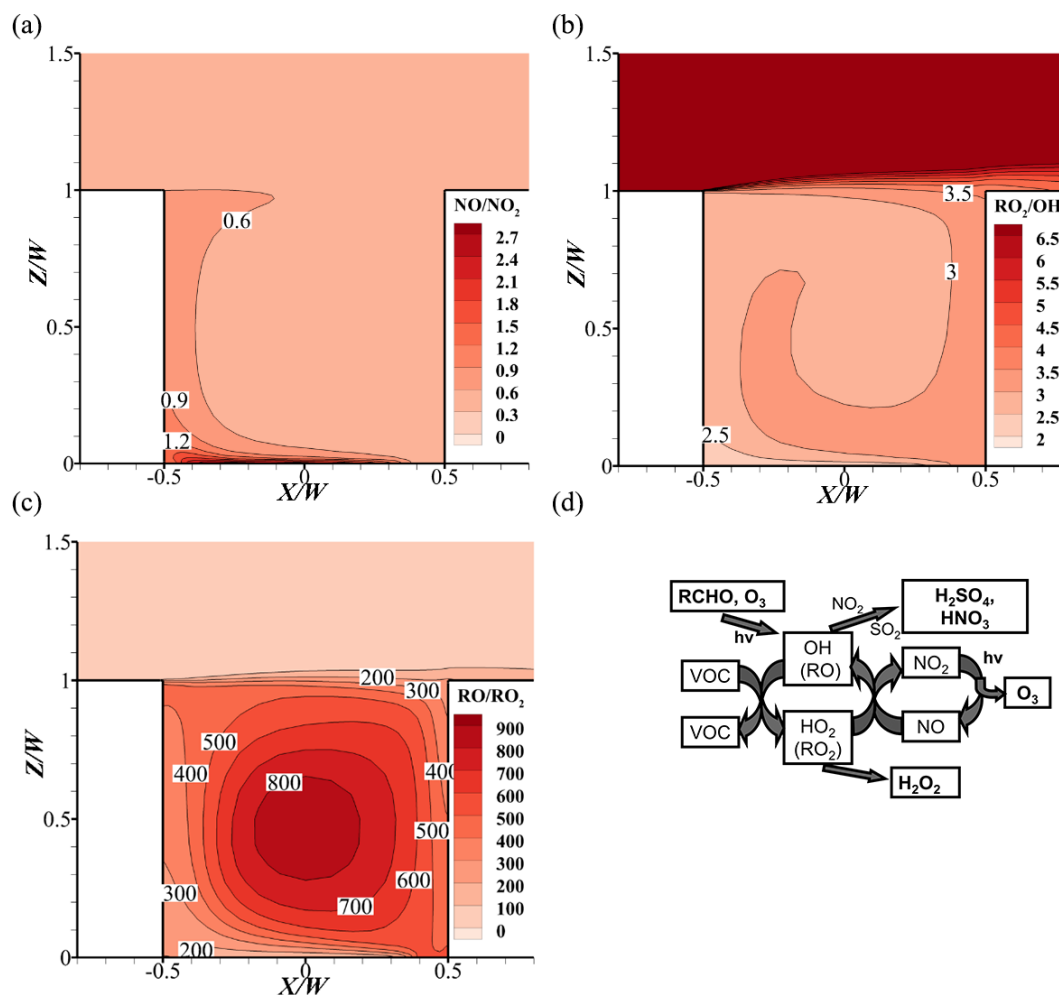 (a)
1.5
1
0.5
0
Z/W
-0.5
0
0.5
X/W
0.6
0.9
1.2
NO/NO2
2.7
2.4
2.1
1.8
1.5
1.2
0.9
0.6
0.3
0
(b)
1.5
1
0.5
0
Z/W
-0.5
0
0.5
X/W
3.5
3
2.5
RO2/OH
6.5
6
5.5
5
4.5
4
3.5
3
2.5
2
(c)
1.5
1
0.5
0
Z/W
-0.5
0
0.5
X/W
200
300
500
400
400
800
500
600
300
700
200
RO/RO2
900
800
700
600
500
400
300
200
100
0
(d)
RCHO, O3
hν
NO2
SO2
H2SO4,
HNO3
OH
(RO)
VOC
NO2
hν
O3
VOC
HO2
(RO2)
NO
H2O2